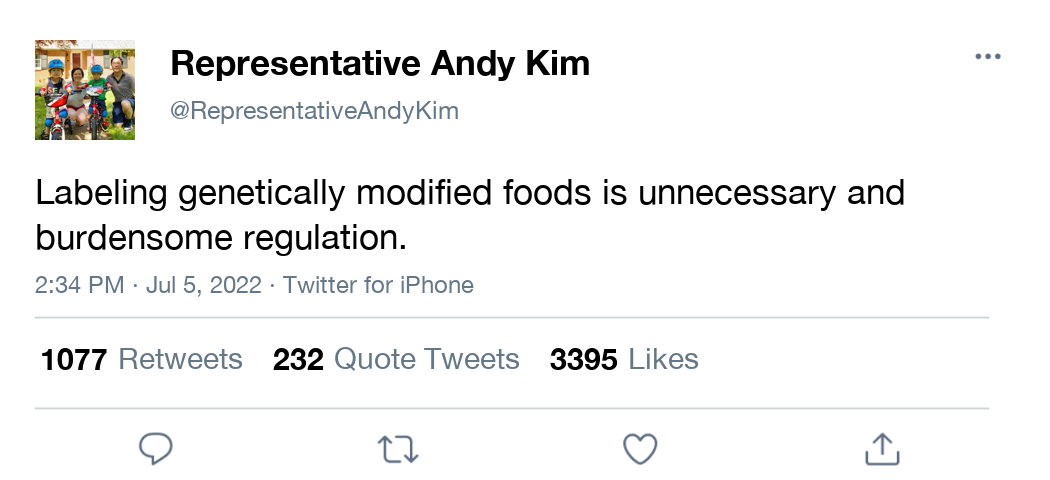 Representative Andy Kim
@RepresentativeAndyKim
Labeling genetically modified foods is unnecessary and
burdensome regulation.
2:34 PM · Jul 5, 2022 · Twitter for iPhone
1077 Retweets 232 Quote Tweets 3395 Likes